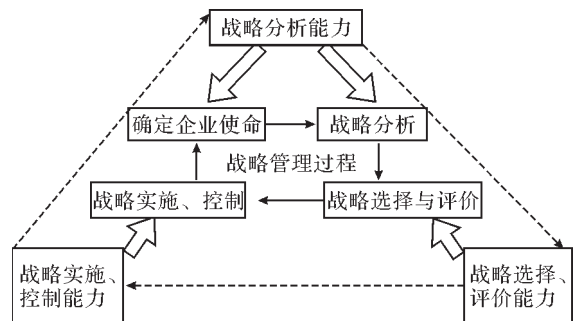 战略分析能力
确定企业使命
战略分析
战略管理过程
战略实施、控制
战略选择与评价
战略实施、
控制能力
战略选择、
评价能力